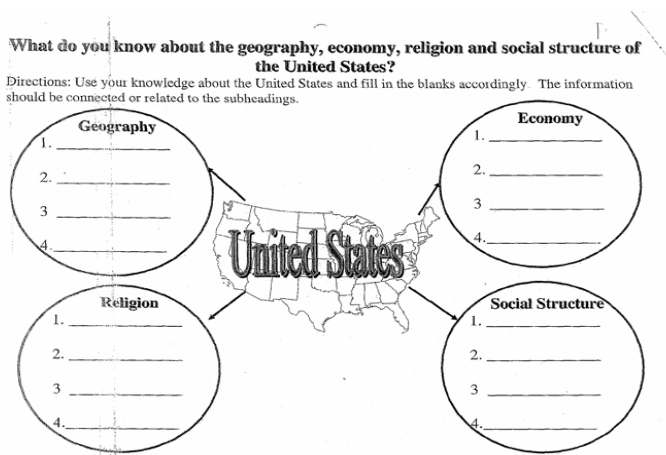 What do you know about the geography, economy, religion and social structure of
the United States?
Directions: Use your knowledge about the United States and fill in the blanks accordingly. The information
should be connected or related to the subheadings.
Geography
1.
2.
3
4.
Economy
1.
2.
3
4.
United States
Religion
1.
2.
3
4.
Social Structure
1.
2.
3
4.